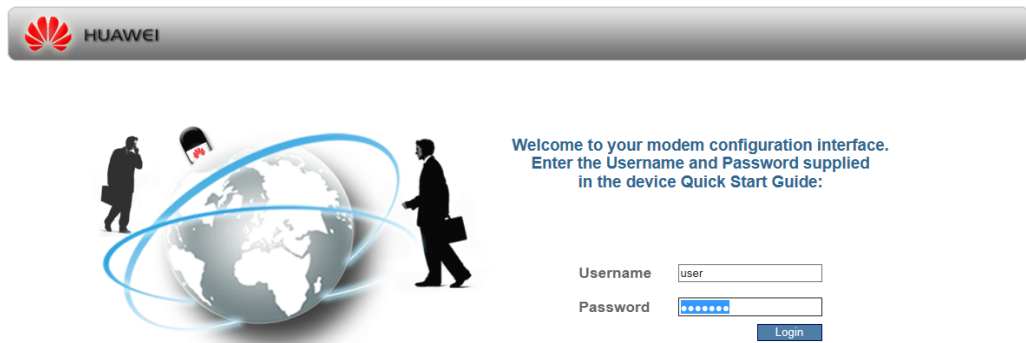 HUAWEI
Welcome to your modem configuration interface.
Enter the Username and Password supplied
in the device Quick Start Guide:
Username user
Password •••••••
Login